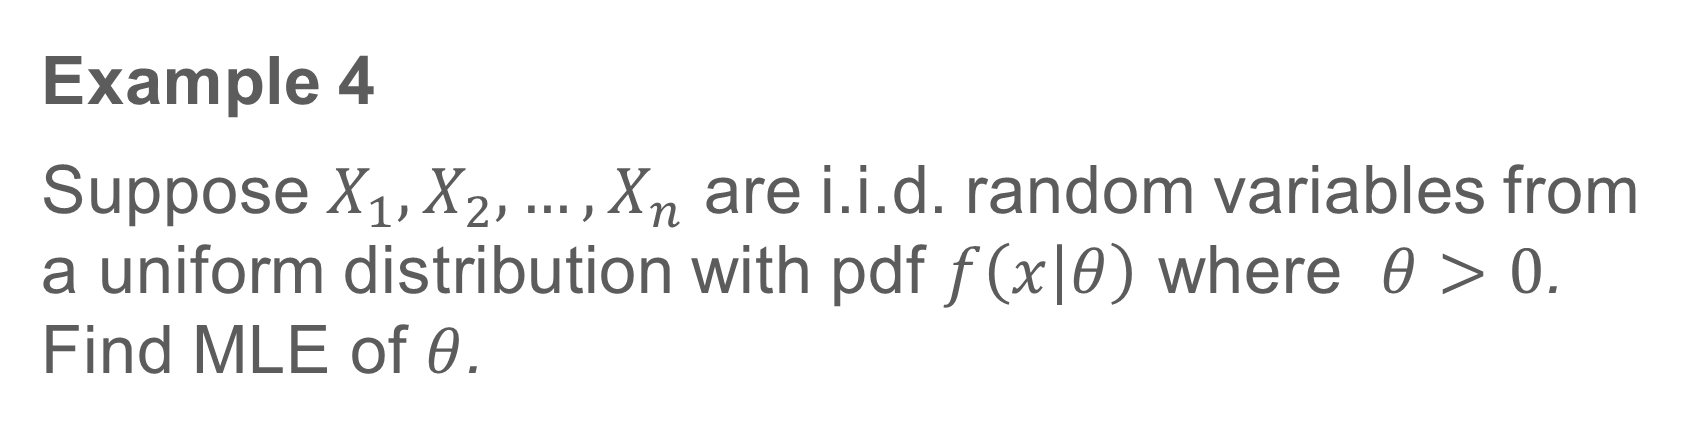 Example 4
Suppose 𝑋₁, 𝑋₂, … , 𝑋ₙ are i.i.d. random variables from
a uniform distribution with pdf 𝑓(𝑥|𝜃) where 𝜃 > 0.
Find MLE of 𝜃.